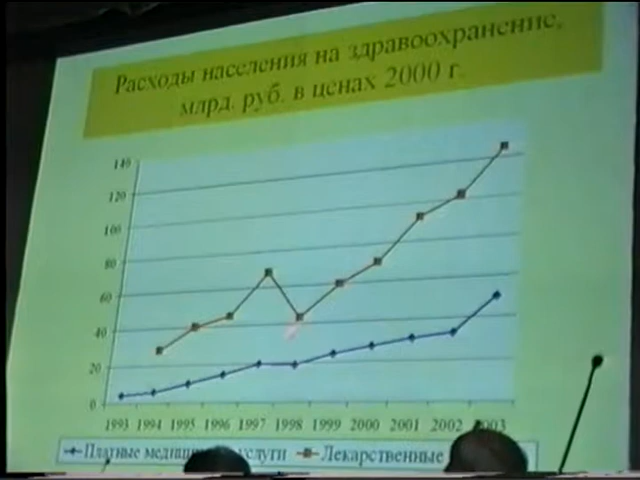 Расходы населения на здравоохранение,
млрд. руб. в ценах 2000 г.
140
120
100
80
60
40
20
0
1993 1994 1995 1996 1997 1998 1999 2000 2001 2002 2003
Платные услуги Лекарственные